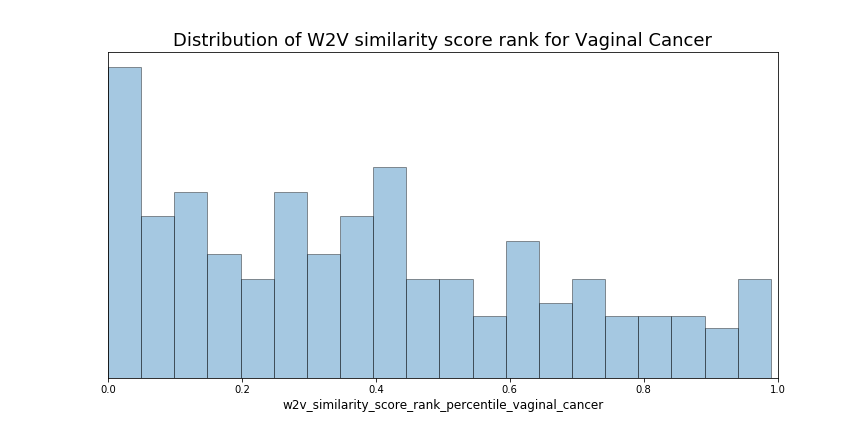 Distribution of W2V similarity score rank for Vaginal Cancer
0.0 0.2 0.4 0.6 0.8 1.0
w2v_similarity_score_rank_percentile_vaginal_cancer